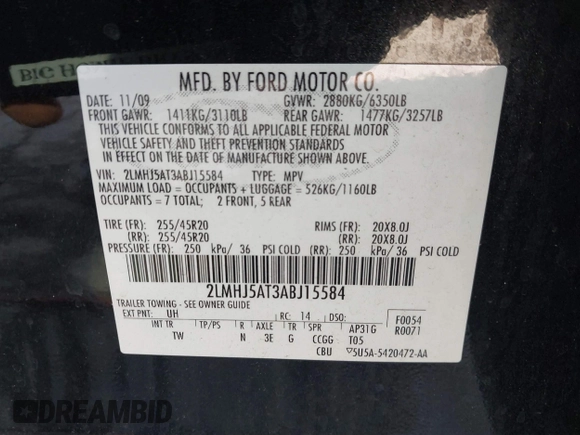 BIG HO
MFD. BY FORD MOTOR CO.
DATE: 11/09 GVWR: 2880KG/6350LB
FRONT GAWR: 1411KG/3110LB REAR GAWR: 1477KG/3257LB
THIS VEHICLE CONFORMS TO ALL APPLICABLE FEDERAL MOTOR
VEHICLE SAFETY AND THEFT PREVENTION STANDARDS
IN EFFECT ON THE DATE OF MANUFACTURE SHOWN ABOVE.
VIN: 2LMHJ5AT3ABJ15584 TYPE: MPV
MAXIMUM LOAD = OCCUPANTS + LUGGAGE = 526KG/1160LB
OCCUPANTS = 7 TOTAL; 2 FRONT, 5 REAR
TIRE (FR): 255/45R20 RIMS (FR): 20X8.0J
(RR): 255/45R20 (RR): 20X8.0J
PRESSURE (FR): 250 kPa/ 36 PSI COLD (RR): 250 kPa/ 36 PSI COLD
2LMHJ5AT3ABJ15584
TRAILER TOWING - SEE OWNER GUIDE
EXT PNT: UH RC: 14 DSO: F0054
INT TR TP/PS R AXLE TR SPR AP31G R0071
TW N 3E G CCGG T05
CBU ▽5U5A-5420472-AA
DREAMBID